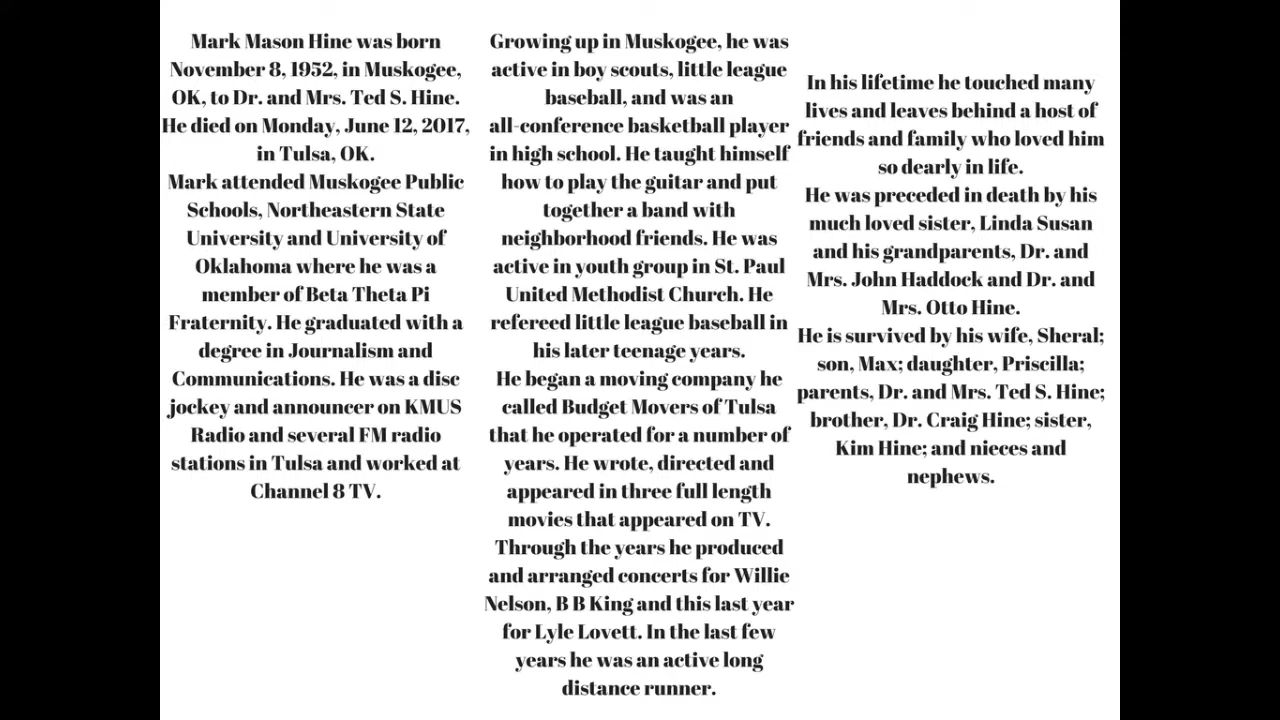 Mark Mason Hine was born
November 8, 1952, in Muskogee,
OK, to Dr. and Mrs. Ted S. Hine.
He died on Monday, June 12, 2017,
in Tulsa, OK.
Mark attended Muskogee Public
Schools, Northeastern State
University and University of
Oklahoma where he was a
member of Beta Theta Pi
Fraternity. He graduated with a
degree in Journalism and
Communications. He was a disc
jockey and announcer on KMUS
Radio and several FM radio
stations in Tulsa and worked at
Channel 8 TV.
Growing up in Muskogee, he was
active in boy scouts, little league
baseball, and was an
all-conference basketball player
in high school. He taught himself
how to play the guitar and put
together a band with
neighborhood friends. He was
active in youth group in St. Paul
United Methodist Church. He
refereed little league baseball in
his later teenage years.
He began a moving company he
called Budget Movers of Tulsa
that he operated for a number of
years. He wrote, directed and
appeared in three full length
movies that appeared on TV.
Through the years he produced
and arranged concerts for Willie
Nelson, B B King and this last year
for Lyle Lovett. In the last few
years he was an active long
distance runner.
In his lifetime he touched many
lives and leaves behind a host of
friends and family who loved him
so dearly in life.
He was preceded in death by his
much loved sister, Linda Susan
and his grandparents, Dr. and
Mrs. John Haddock and Dr. and
Mrs. Otto Hine.
He is survived by his wife, Sheral;
son, Max; daughter, Priscilla;
parents, Dr. and Mrs. Ted S. Hine;
brother, Dr. Craig Hine; sister,
Kim Hine; and nieces and
nephews.